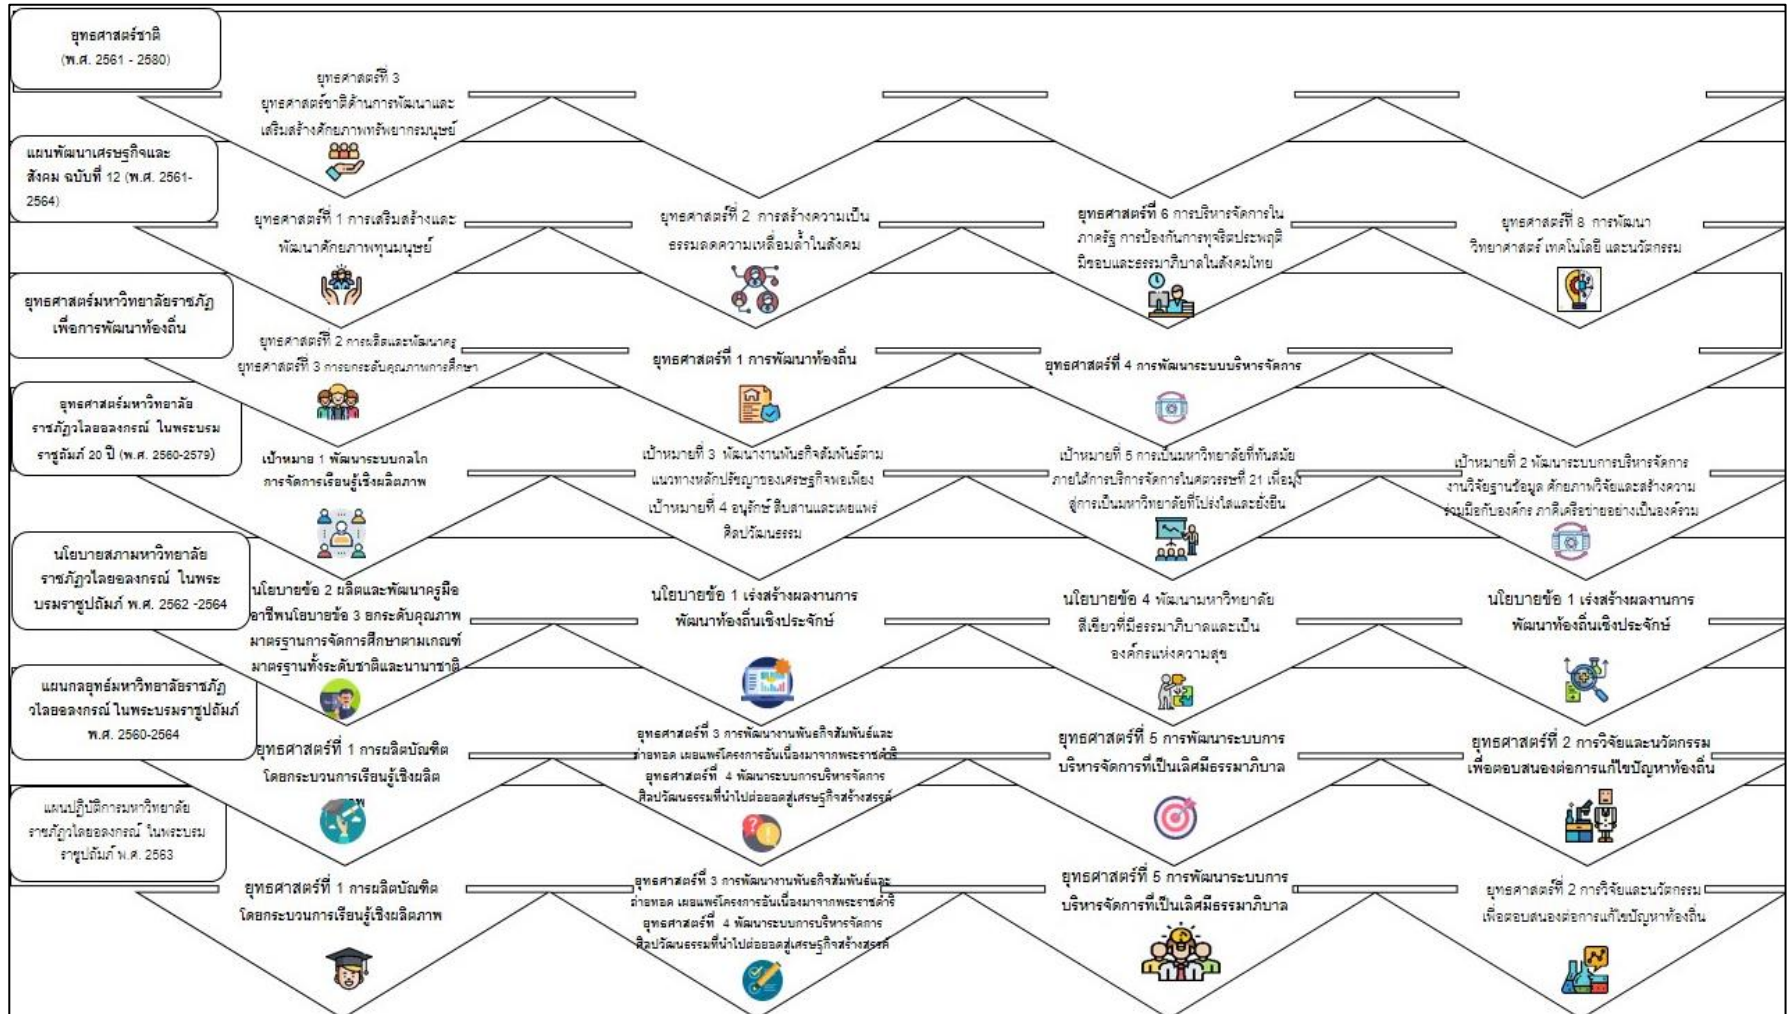 ยุทธศาสตร์ชาติ
(พ.ศ. 2561 - 2580)
ยุทธศาสตร์ที่ 3
ยุทธศาสตร์ชาติด้านการพัฒนาและ
เสริมสร้างศักยภาพทรัพยากรมนุษย์
แผนพัฒนาเศรษฐกิจและ
สังคม ฉบับที่ 12 (พ.ศ. 2561-
2564)
ยุทธศาสตร์ที่ 1 การเสริมสร้างและ
พัฒนาศักยภาพทุนมนุษย์
ยุทธศาสตร์ที่ 2 การสร้างความเป็น
ธรรมลดความเหลื่อมล้ำในสังคม
ยุทธศาสตร์ที่ 6 การบริหารจัดการใน
ภาครัฐ การป้องกันการทุจริตประพฤติ
มิชอบและธรรมาภิบาลในสังคมไทย
ยุทธศาสตร์ที่ 8 การพัฒนา
วิทยาศาสตร์ เทคโนโลยี และนวัตกรรม
ยุทธศาสตร์มหาวิทยาลัยราชภัฏ
เพื่อการพัฒนาท้องถิ่น
ยุทธศาสตร์ที่ 2 การผลิตและพัฒนาครู
ยุทธศาสตร์ที่ 3 การยกระดับคุณภาพการศึกษา
ยุทธศาสตร์ที่ 1 การพัฒนาท้องถิ่น
ยุทธศาสตร์ที่ 4 การพัฒนาระบบบริหารจัดการ
ยุทธศาสตร์มหาวิทยาลัย
ราชภัฏวไลยอลงกรณ์ ในพระบรม
ราชูถัมภ์ 20 ปี (พ.ศ. 2560-2579)
เป้าหมาย 1 พัฒนาระบบกลไก
การจัดการเรียนรู้เชิงผลิตภาพ
เป้าหมายที่ 3 พัฒนางานพันธกิจสัมพันธ์ตาม
แนวทางหลักปรัชญาของเศรษฐกิจพอเพียง
เป้าหมายที่ 4 อนุรักษ์ สืบสานและเผยแพร่
ศิลปวัฒนธรรม
เป้าหมายที่ 5 การเป็นมหาวิทยาลัยที่ทันสมัย
ภายใต้การบริการจัดการในศตวรรษที่ 21 เพื่อมุ่ง
สู่การเป็นมหาวิทยาลัยที่โปร่งใสและยั่งยืน
เป้าหมายที่ 2 พัฒนาระบบการบริหารจัดการ
งานวิจัยฐานข้อมูล ศักยภาพวิจัยและสร้างความ
ร่วมมือกับองค์กร ภาคีเครือข่ายอย่างเป็นองค์รวม
นโยบายสภามหาวิทยาลัย
ราชภัฏวไลยอลงกรณ์ ในพระ
บรมราชูปถัมภ์ พ.ศ. 2562 -2564
นโยบายข้อ 2 ผลิตและพัฒนาครูมือ
อาชีพนโยบายข้อ 3 ยกระดับคุณภาพ
มาตรฐานการจัดการศึกษาตามเกณฑ์
มาตรฐานทั้งระดับชาติและนานาชาติ
นโยบายข้อ 1 เร่งสร้างผลงานการ
พัฒนาท้องถิ่นเชิงประจักษ์
นโยบายข้อ 4 พัฒนามหาวิทยาลัย
สีเขียวที่มีธรรมาภิบาลและเป็น
องค์กรแห่งความสุข
นโยบายข้อ 1 เร่งสร้างผลงานการ
พัฒนาท้องถิ่นเชิงประจักษ์
แผนกลยุทธ์มหาวิทยาลัยราชภัฏ
วไลยอลงกรณ์ ในพระบรมราชูปถัมภ์
พ.ศ. 2560-2564
ยุทธศาสตร์ที่ 1 การผลิตบัณฑิต
โดยกระบวนการเรียนรู้เชิงผลิต
ภาพ
ยุทธศาสตร์ที่ 3 การพัฒนางานพันธกิจสัมพันธ์และ
ถ่ายทอด เผยแพร่โครงการอันเนื่องมาจากพระราชดำริ
ยุทธศาสตร์ที่ 4 พัฒนาระบบการบริหารจัดการ
ศิลปวัฒนธรรมที่นำไปต่อยอดสู่เศรษฐกิจสร้างสรรค์
ยุทธศาสตร์ที่ 5 การพัฒนาระบบการ
บริหารจัดการที่เป็นเลิศมีธรรมาภิบาล
ยุทธศาสตร์ที่ 2 การวิจัยและนวัตกรรม
เพื่อตอบสนองต่อการแก้ไขปัญหาท้องถิ่น
แผนปฏิบัติการมหาวิทยาลัย
ราชภัฏวไลยอลงกรณ์ ในพระบรม
ราชูปถัมภ์ พ.ศ. 2563
ยุทธศาสตร์ที่ 1 การผลิตบัณฑิต
โดยกระบวนการเรียนรู้เชิงผลิตภาพ
ยุทธศาสตร์ที่ 3 การพัฒนางานพันธกิจสัมพันธ์และ
ถ่ายทอด เผยแพร่โครงการอันเนื่องมาจากพระราชดำริ
ยุทธศาสตร์ที่ 4 พัฒนาระบบการบริหารจัดการ
ศิลปวัฒนธรรมที่นำไปต่อยอดสู่เศรษฐกิจสร้างสรรค์
ยุทธศาสตร์ที่ 5 การพัฒนาระบบการ
บริหารจัดการที่เป็นเลิศมีธรรมาภิบาล
ยุทธศาสตร์ที่ 2 การวิจัยและนวัตกรรม
เพื่อตอบสนองต่อการแก้ไขปัญหาท้องถิ่น